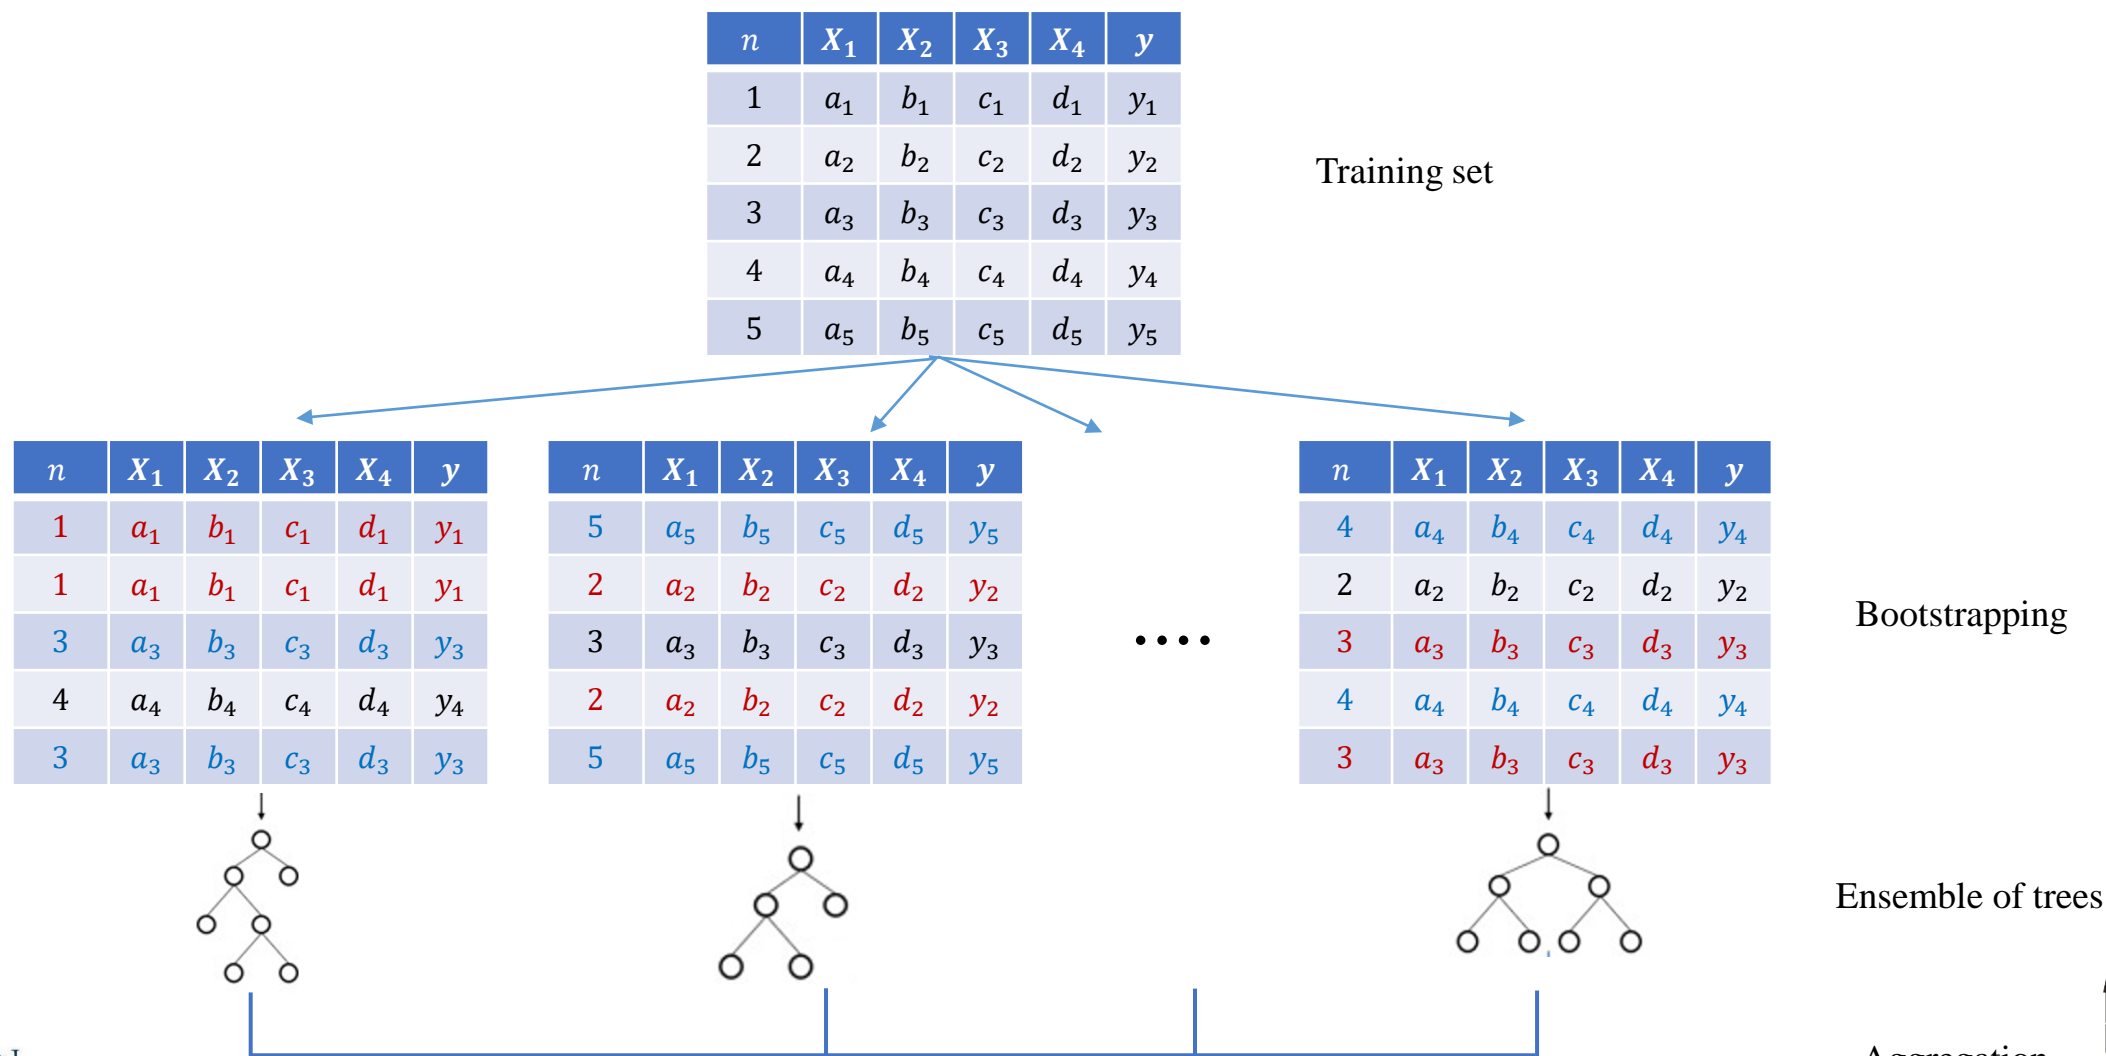 n X₁ X₂ X₃ X₄ y
1 a₁ b₁ c₁ d₁ y₁
2 a₂ b₂ c₂ d₂ y₂
3 a₃ b₃ c₃ d₃ y₃
4 a₄ b₄ c₄ d₄ y₄
5 a₅ b₅ c₅ d₅ y₅
Training set
n X₁ X₂ X₃ X₄ y
1 a₁ b₁ c₁ d₁ y₁
1 a₁ b₁ c₁ d₁ y₁
3 a₃ b₃ c₃ d₃ y₃
4 a₄ b₄ c₄ d₄ y₄
3 a₃ b₃ c₃ d₃ y₃
n X₁ X₂ X₃ X₄ y
5 a₅ b₅ c₅ d₅ y₅
2 a₂ b₂ c₂ d₂ y₂
3 a₃ b₃ c₃ d₃ y₃
2 a₂ b₂ c₂ d₂ y₂
5 a₅ b₅ c₅ d₅ y₅
....
n X₁ X₂ X₃ X₄ y
4 a₄ b₄ c₄ d₄ y₄
2 a₂ b₂ c₂ d₂ y₂
3 a₃ b₃ c₃ d₃ y₃
4 a₄ b₄ c₄ d₄ y₄
3 a₃ b₃ c₃ d₃ y₃
Bootstrapping
Ensemble of trees
Aggregation